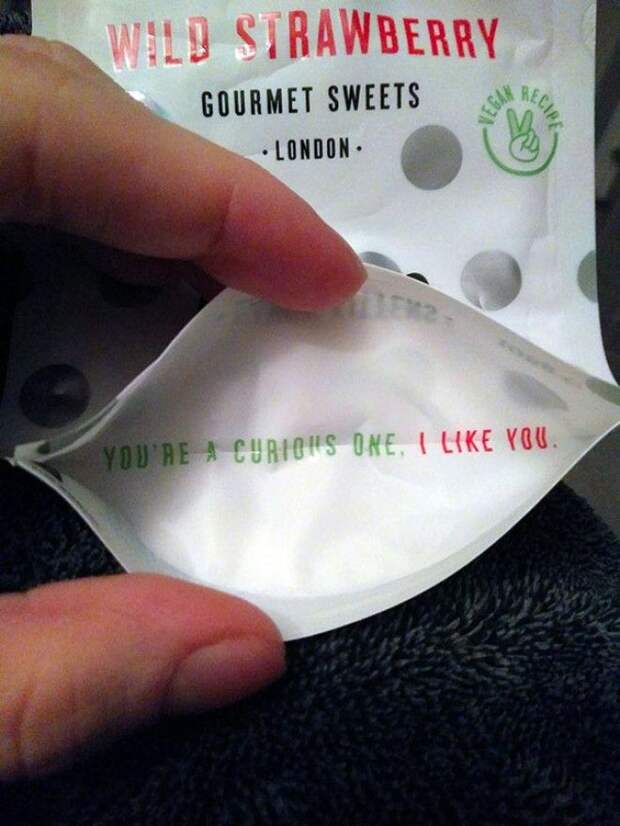 WILD STRAWBERRY
GOURMET SWEETS
· LONDON ·
VEGAN RECIPE
YOU'RE A CURIOUS ONE, I LIKE YOU.